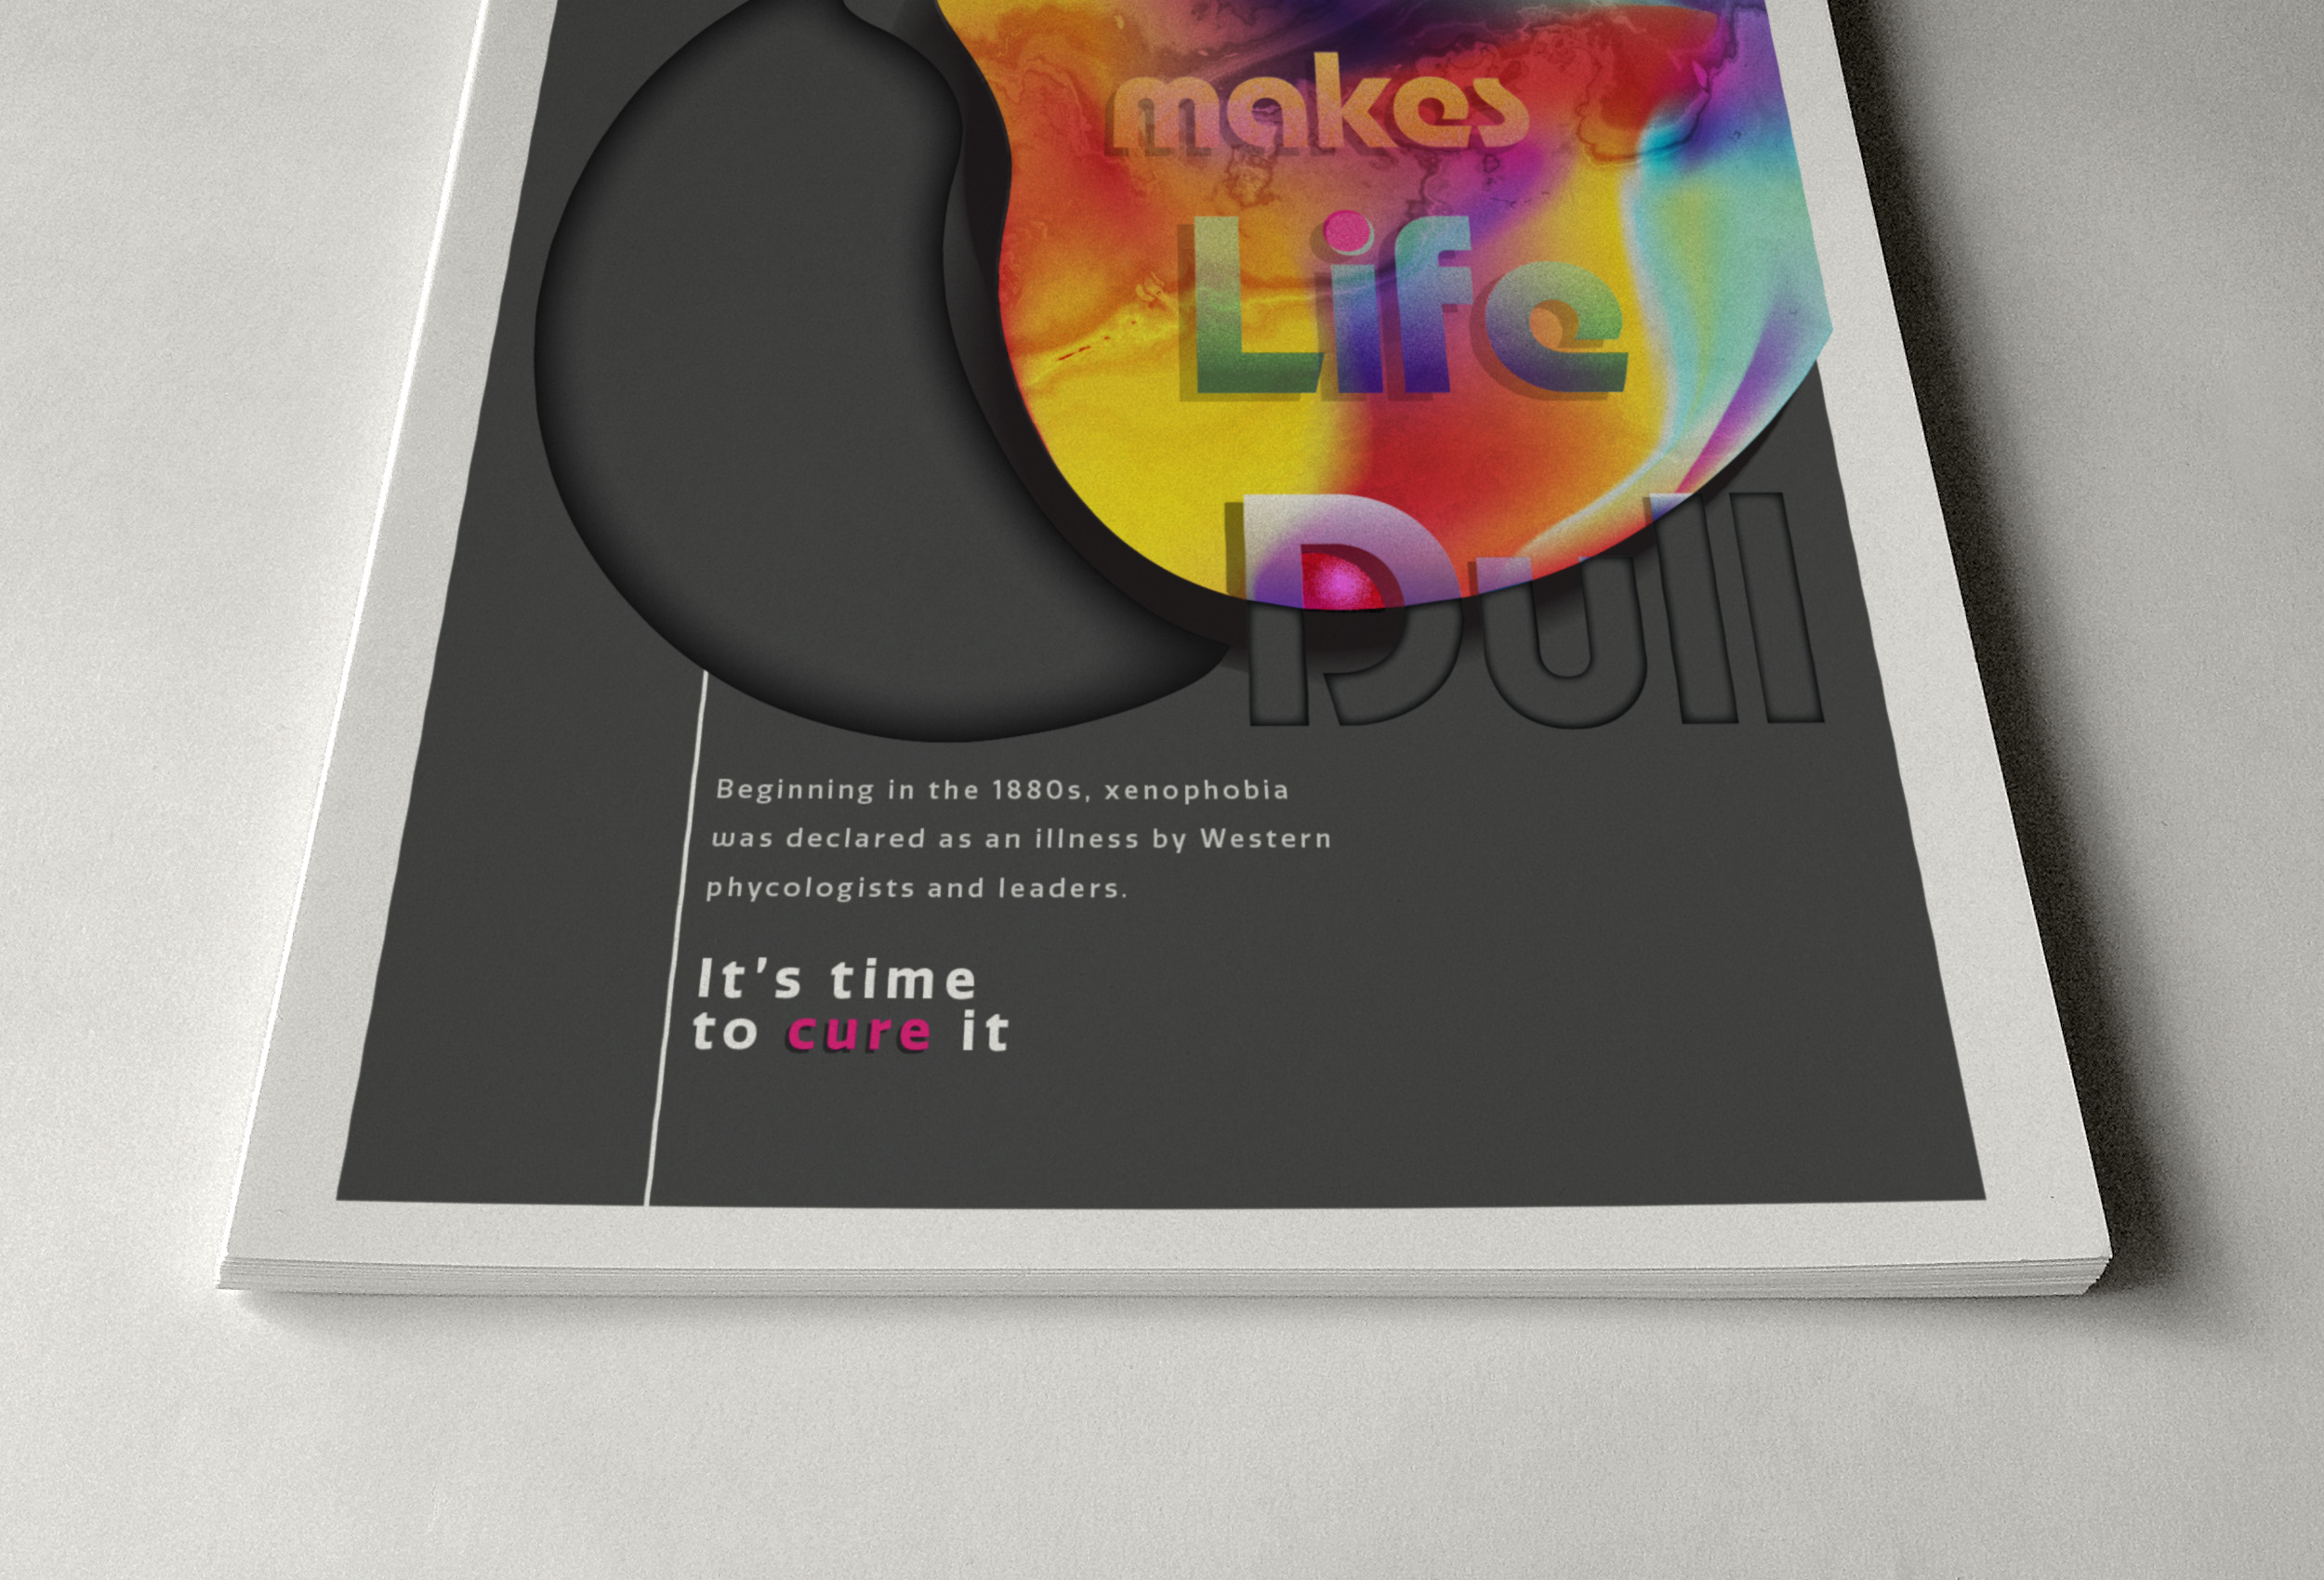 makes
Life
Dull
Beginning in the 1880s, xenophobia
was declared as an illness by Western
phycologists and leaders.
It's time
to cure it